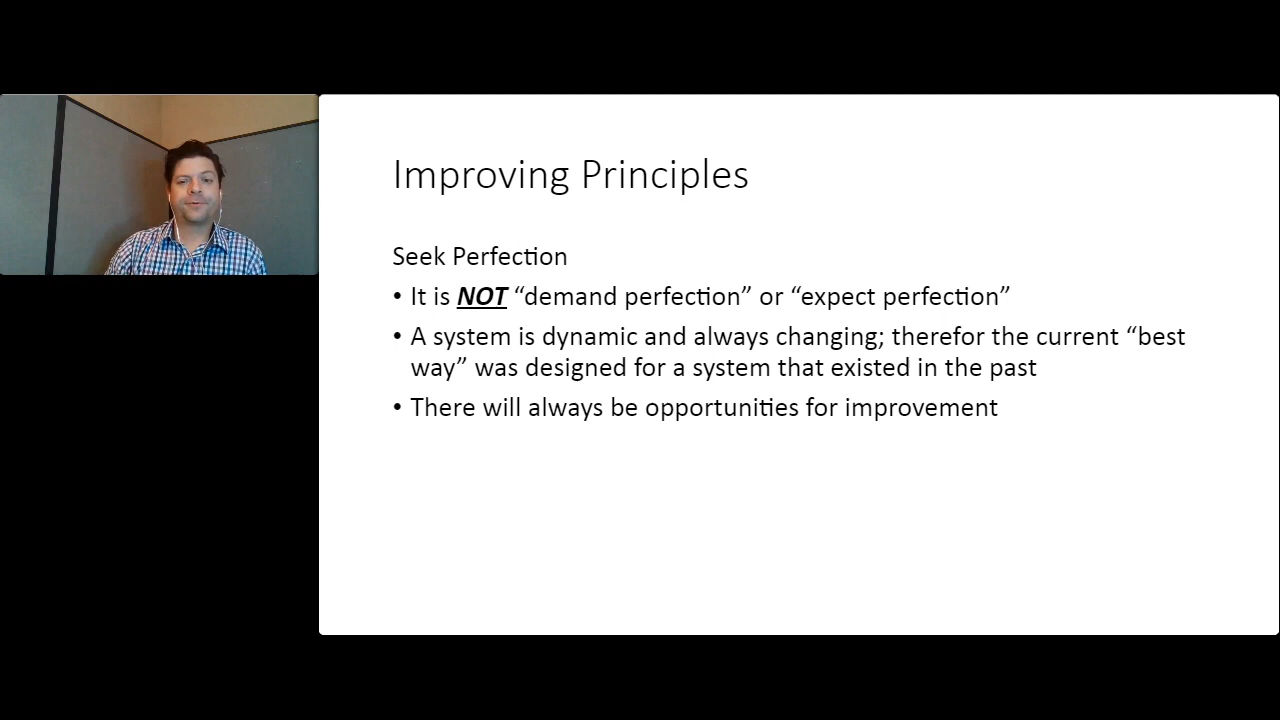 Improving Principles
Seek Perfection
• It is NOT “demand perfection” or “expect perfection”
• A system is dynamic and always changing; therefor the current “best
way” was designed for a system that existed in the past
• There will always be opportunities for improvement